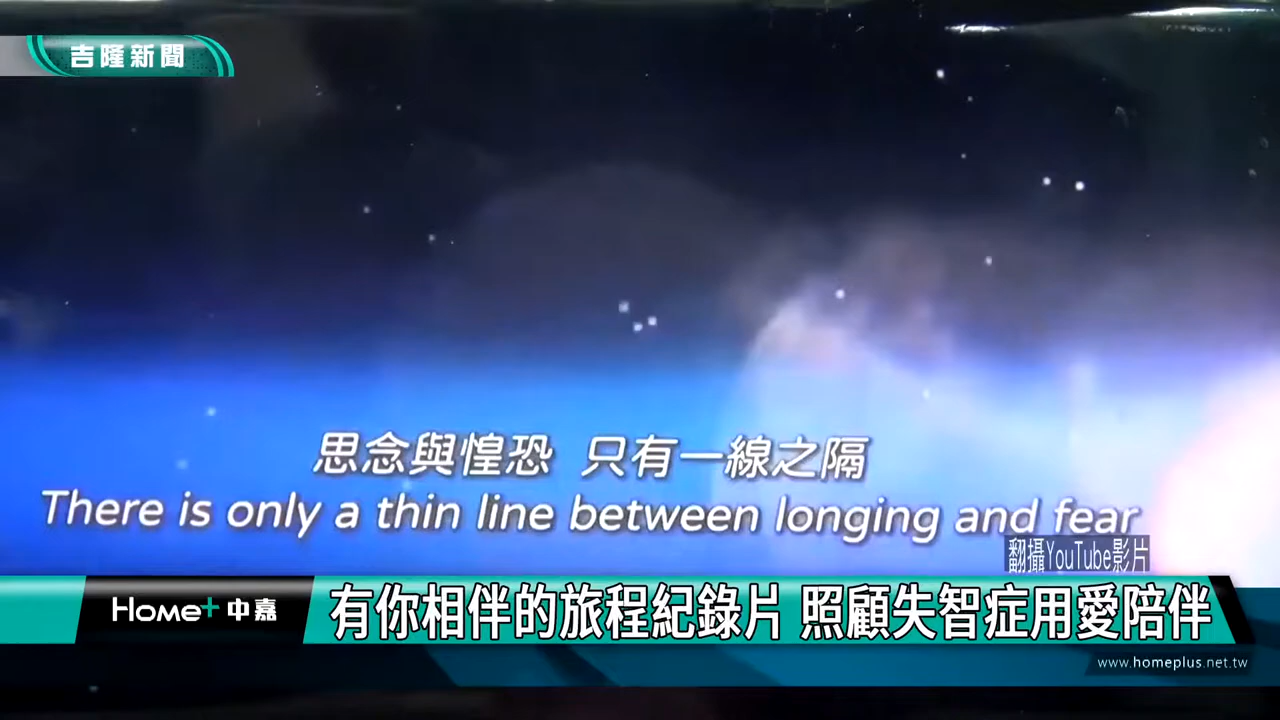 吉隆新聞
思念與惶恐 只有一線之隔
There is only a thin line between longing and fear
翻攝YouTube影片
Home+中嘉
有你相伴的旅程紀錄片 照顧失智症用愛陪伴
www.homeplus.net.tw